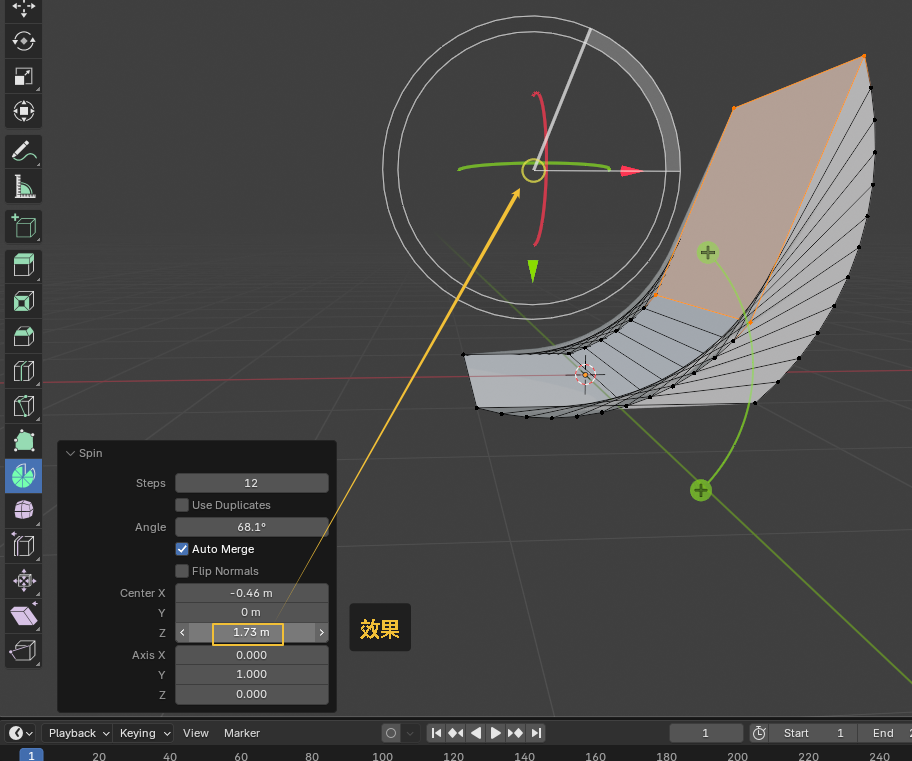 Spin
Steps 12
Use Duplicates
Angle 68.1°
Auto Merge
Flip Normals
Center X -0.46 m
Y 0 m
Z 1.73 m
效果
Axis X 0.000
Y 1.000
Z 0.000
Playback Keying View Marker 1 Start 1 End 2
1 20 40 60 80 100 120 140 160 180 200 220 240